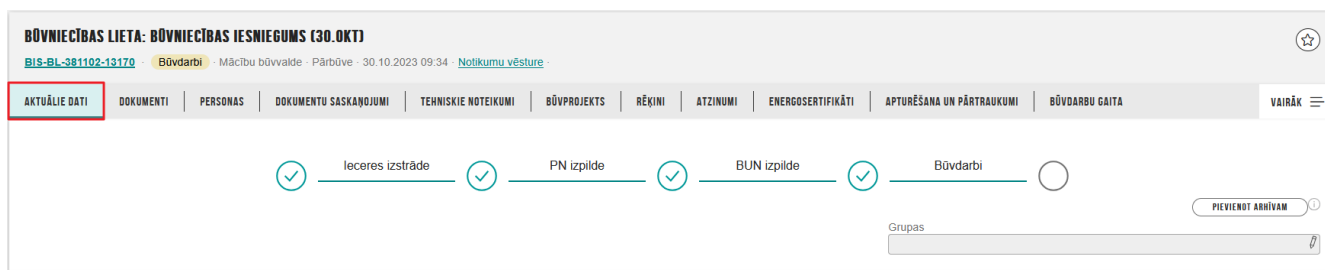 BŪVNIECĪBAS LIETA: BŪVNIECĪBAS IESNIEGUMS (30.OKT)
BIS-BL-381102-13170 · Būvdarbi · Mācību būvvalde · Pārbūve · 30.10.2023 09:34 · Notikumu vēsture ·
AKTUĀLIE DATI DOKUMENTI PERSONAS DOKUMENTU SASKAŅOJUMI TEHNISKIE NOTEIKUMI BŪVPROJEKTS RĒĶINI ATZINUMI ENERGOSERTIFIKĀTI APTURĒŠANA UN PĀRTRAUKUMI BŪVDARBU GAITA VAIRĀK
Ieceres izstrāde PN izpilde BUN izpilde Būvdarbi
PIEVIENOT ARHĪVAM
Grupas